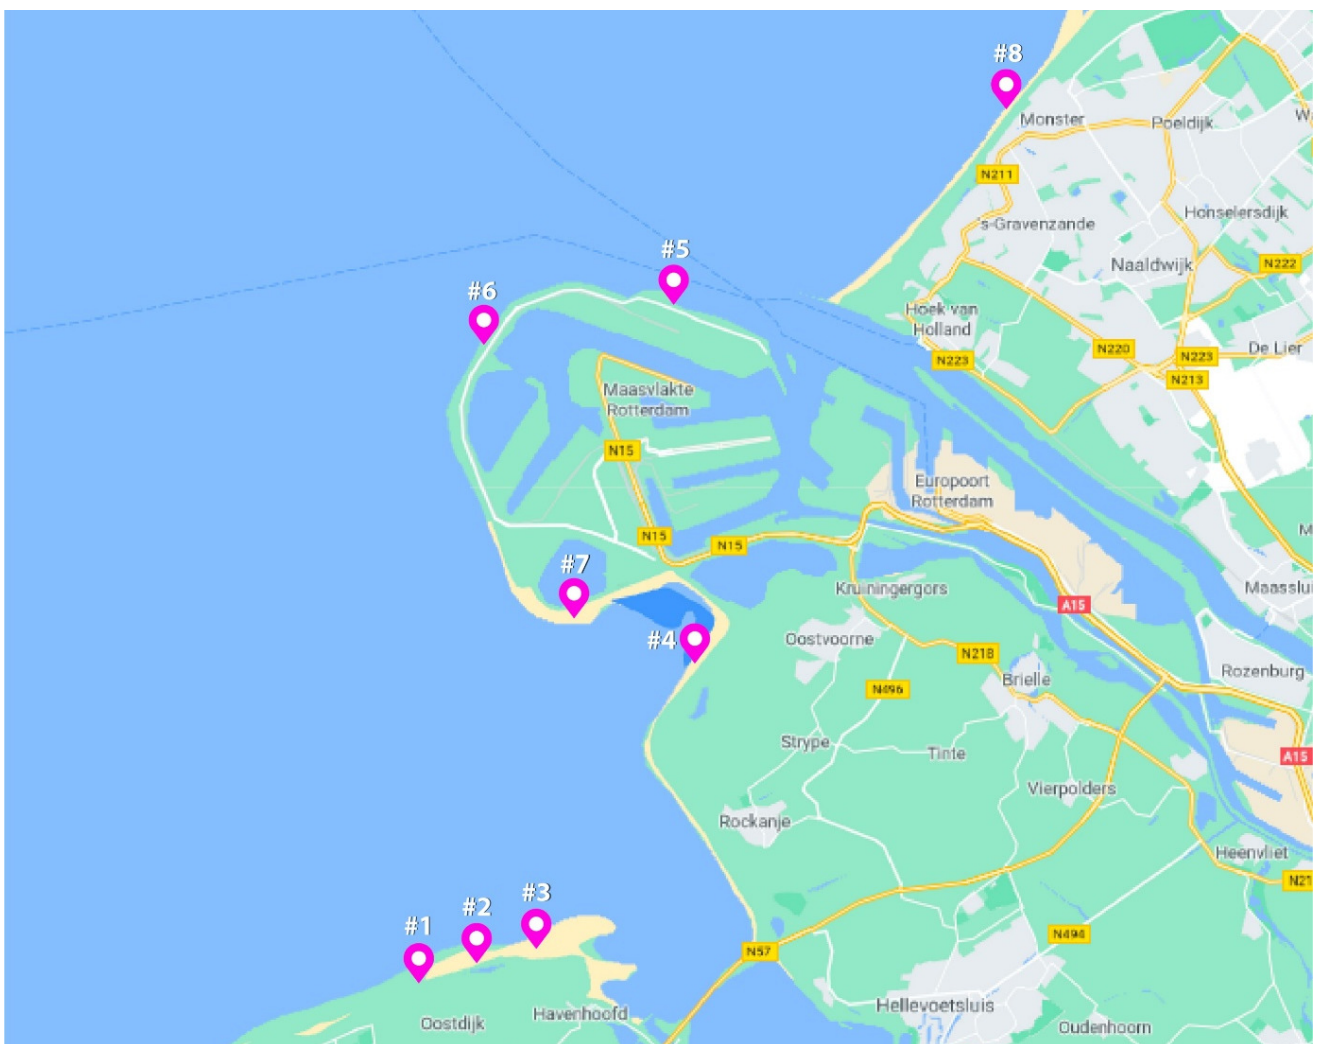 #8
Monster
Poeldijk
N211
's-Gravenzande
Honselersdijk
#5
Naaldwijk
N222
#6
Hoek van
Holland
N220
De Lier
N223
N223
N213
Maasvlakte
Rotterdam
N15
Europoort
Rotterdam
N15
N15
#7
Kruiningergors
Maasslui
A15
#4
Oostvoorne
N218
Rozenburg
Brielle
N496
Strype
Tinte
A15
Vierpolders
Rockanje
Heenvliet
N21
#3
#2
#1
N494
N57
Hellevoetsluis
Havenhoofd
Oostdijk
Oudenhoorn